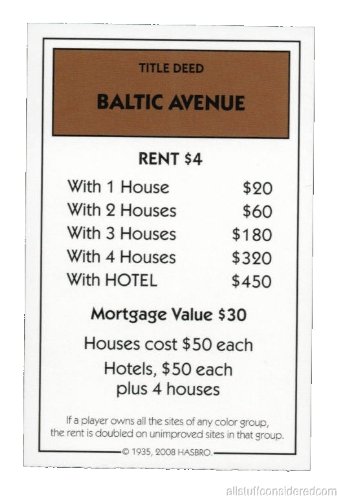 TITLE DEED
BALTIC AVENUE
RENT $4
With 1 House $20
With 2 Houses $60
With 3 Houses $180
With 4 Houses $320
With HOTEL $450
Mortgage Value $30
Houses cost $50 each
Hotels, $50 each
plus 4 houses
If a player owns all the sites of any color group,
the rent is doubled on unimproved sites in that group.
© 1935, 2008 HASBRO.
allstuffconsidered.com